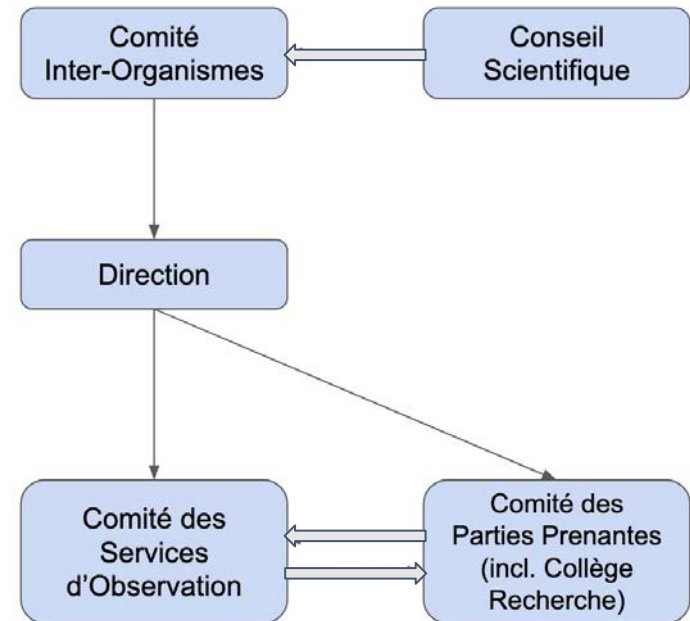 Comité
Inter-Organismes
Conseil
Scientifique
Direction
Comité des
Services
d'Observation
Comité des
Parties Prenantes
(incl. Collège
Recherche)